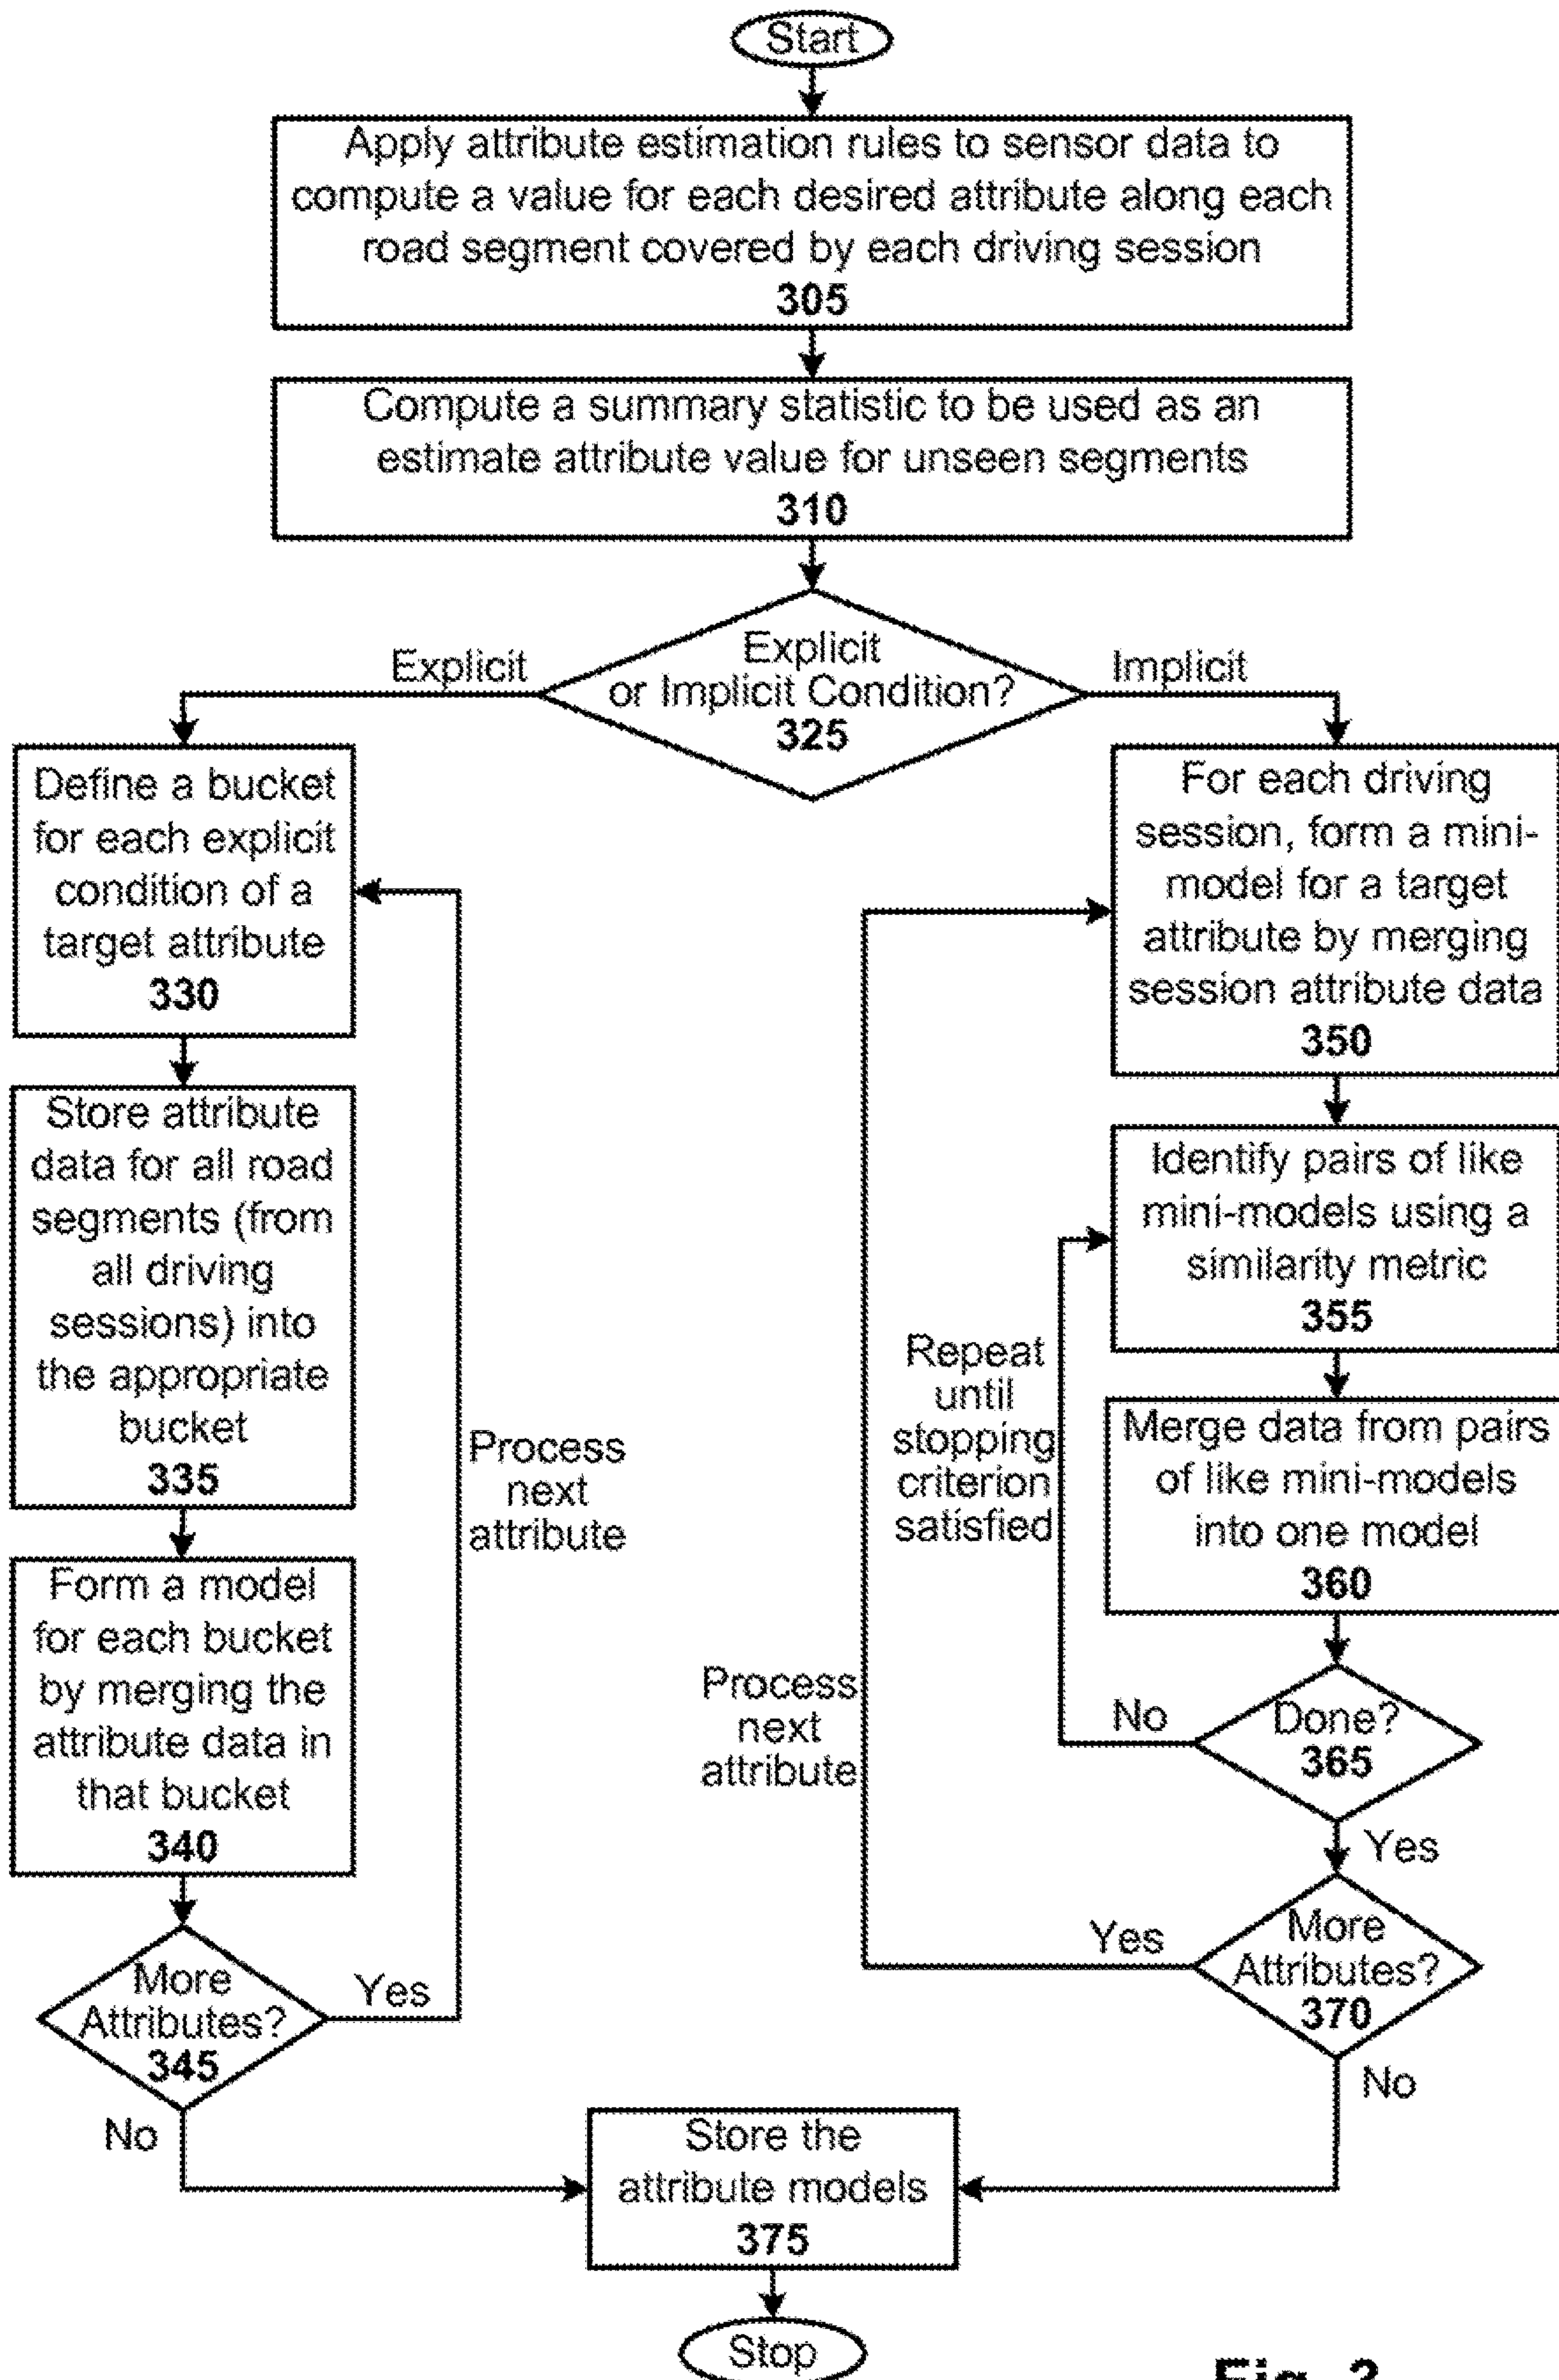 Start
Apply attribute estimation rules to sensor data to
compute a value for each desired attribute along each
road segment covered by each driving session
305
Compute a summary statistic to be used as an
estimate attribute value for unseen segments
310
Explicit
or Implicit Condition?
325
Explicit
Implicit
Define a bucket
for each explicit
condition of a
target attribute
330
Store attribute
data for all road
segments (from
all driving
sessions) into
the appropriate
bucket
335
Form a model
for each bucket
by merging the
attribute data in
that bucket
340
More
Attributes?
345
Yes
No
Process
next
attribute
For each driving
session, form a mini-
model for a target
attribute by merging
session attribute data
350
Identify pairs of like
mini-models using a
similarity metric
355
Merge data from pairs
of like mini-models
into one model
360
Repeat
until
stopping
criterion
satisfied
Done?
365
No
Yes
Process
next
attribute
More
Attributes?
370
Yes
No
Store the
attribute models
375
Stop
Fig.